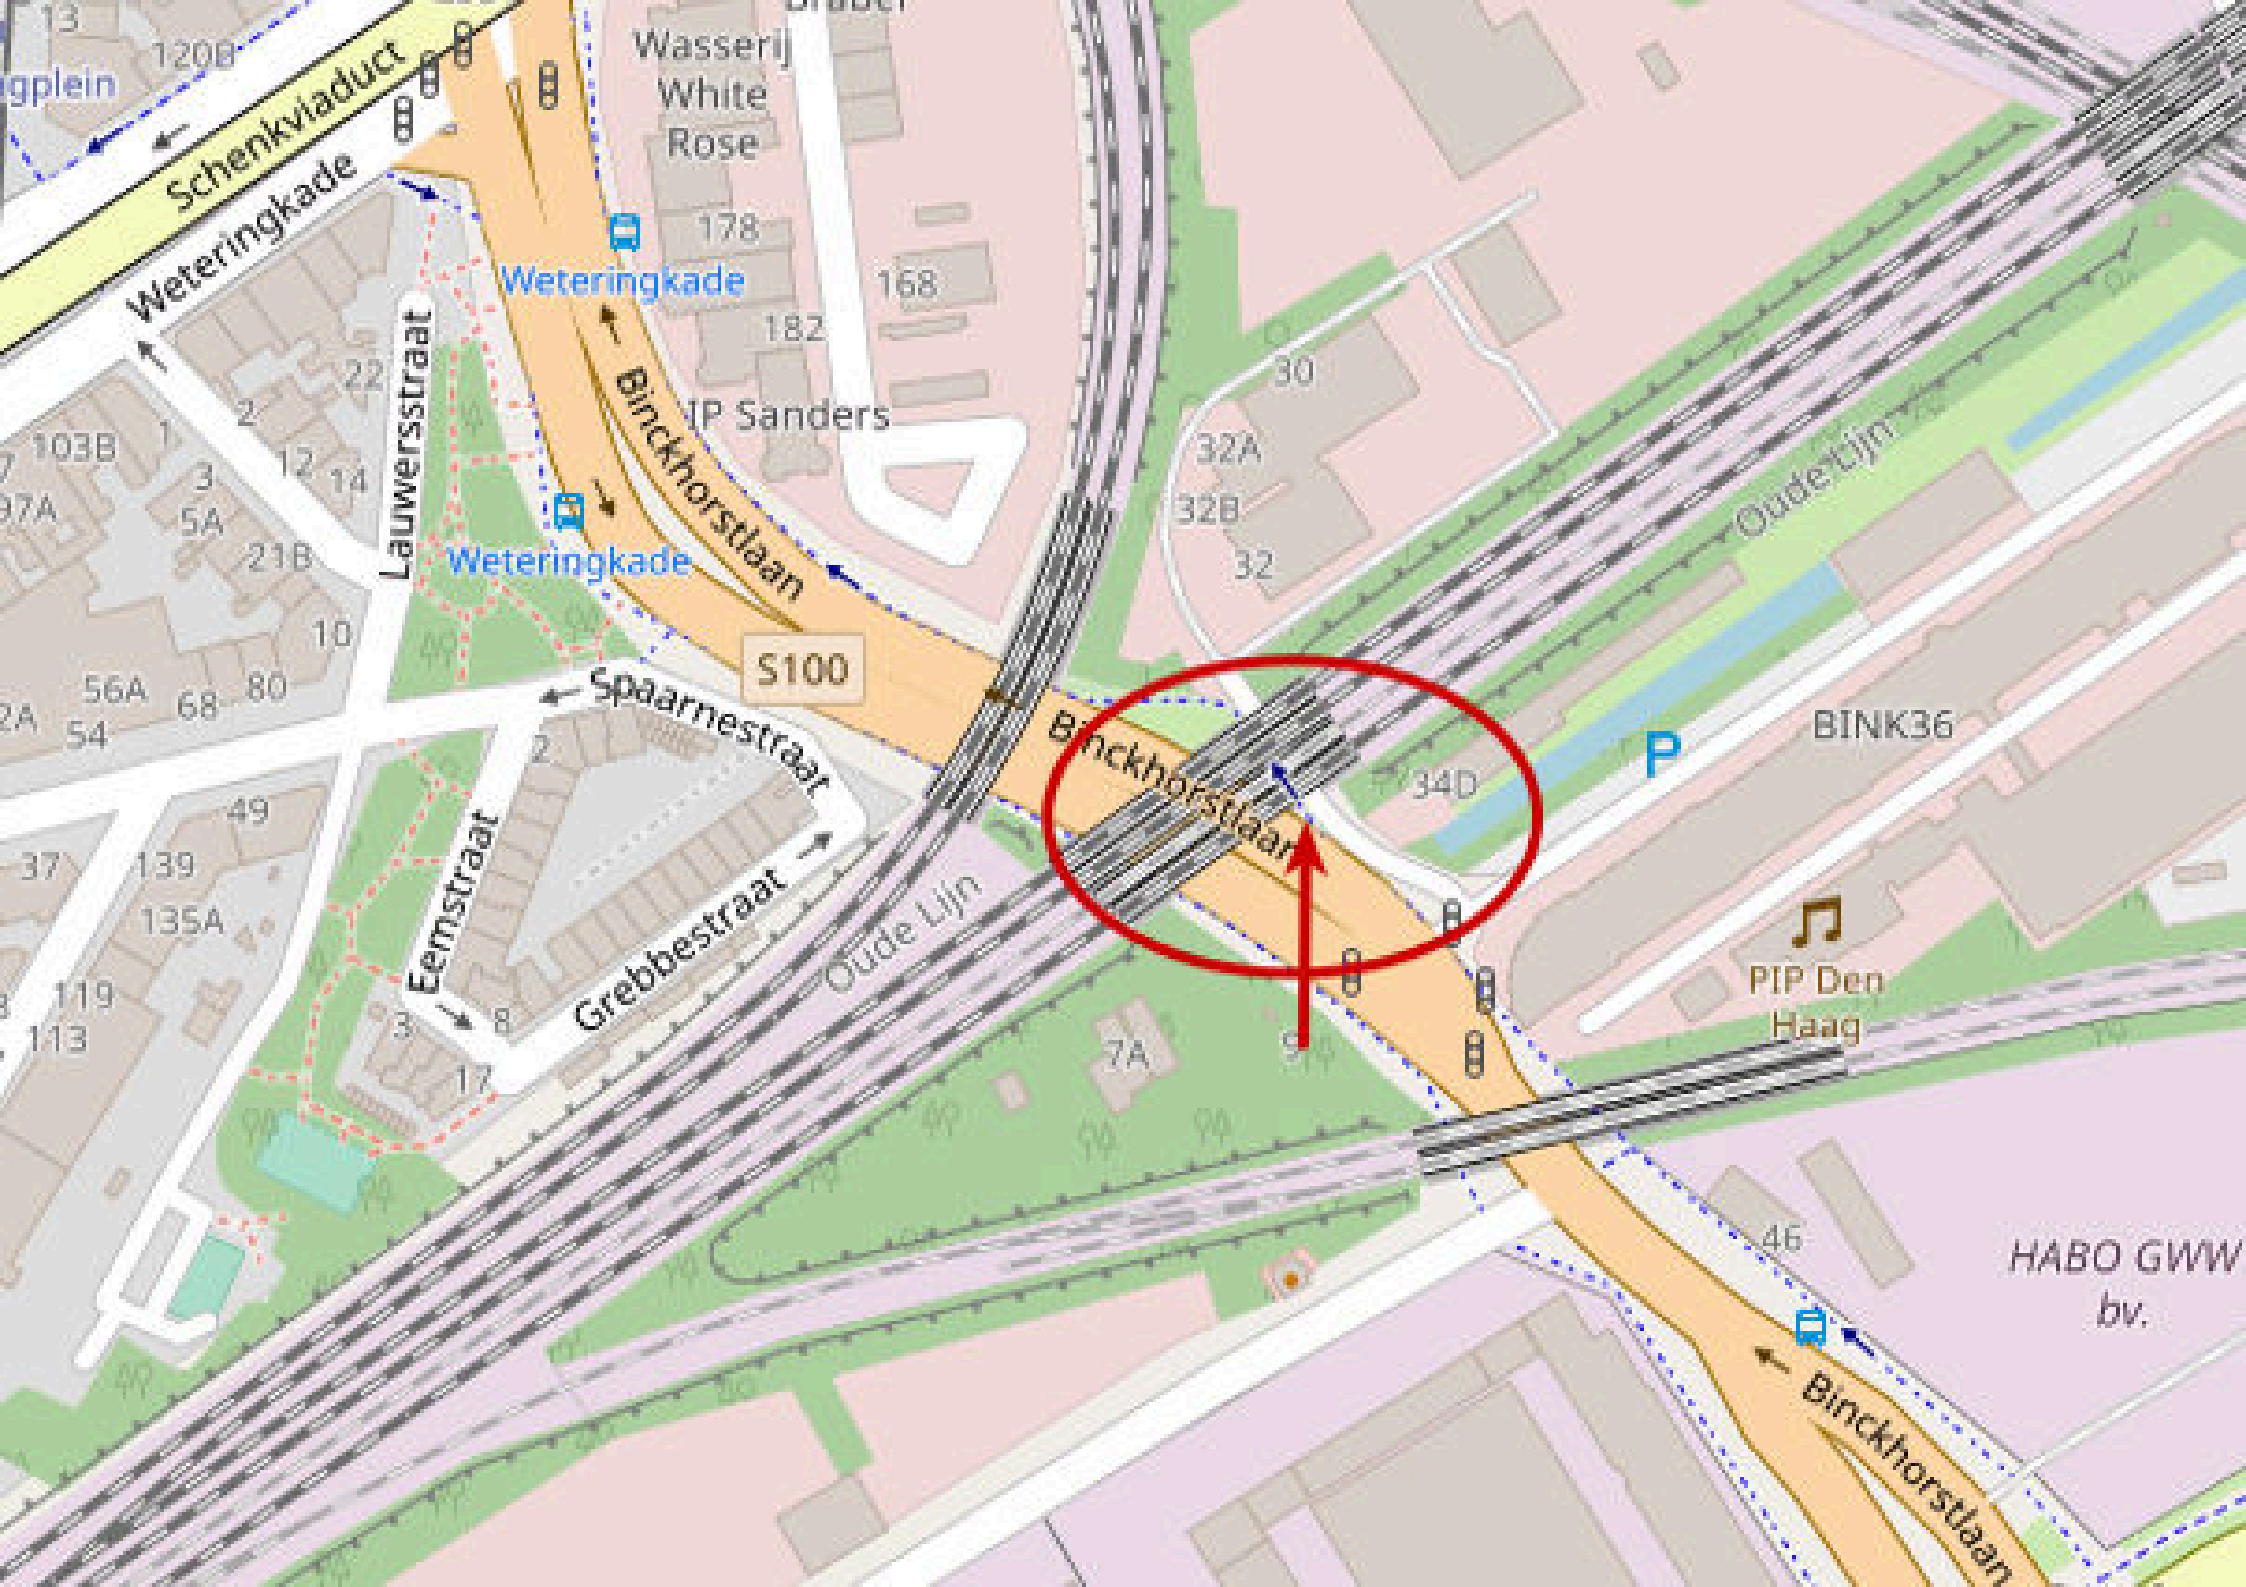 13
120B
Schenkviaduct
Weteringkade
Wasserij
White
Rose
178
Weteringkade
168
182
22
Lauwersstraat
Binckhorstlaan
IP Sanders
30
2
103B
1
12
14
3
97A
5A
32A
32B
32
Oude Lijn
21B
Weteringkade
10
S100
56A
80
68
54
Spaarnestraat
2
Binckhorstlaan
BINK36
P
34D
49
37
139
135A
Eemstraat
Grebbestraat
Oude Lijn
PIP Den
Haag
119
113
3
8
17
7A
9
46
HABO GWW
bv.
Binckhorstlaan